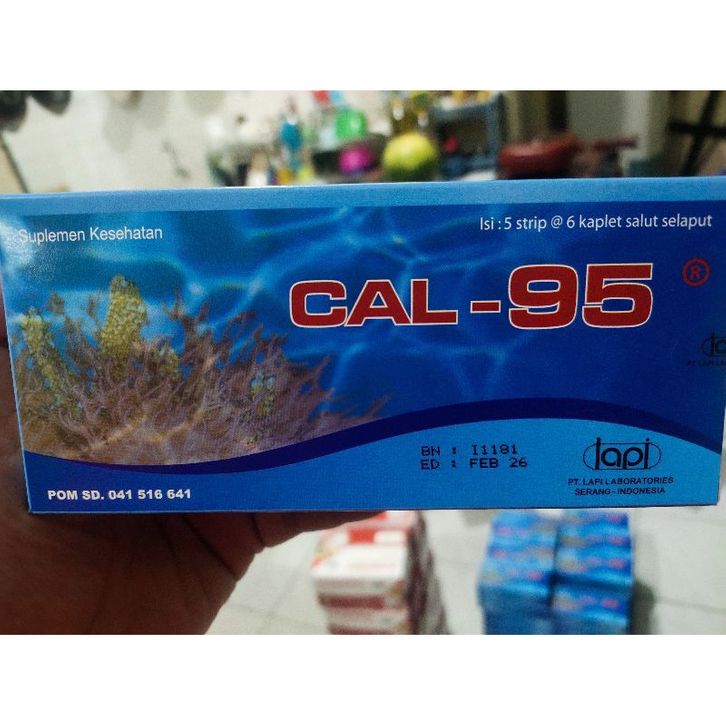 Suplemen Kesehatan
Isi : 5 strip @ 6 kaplet salut selaput
CAL-95 ®
BN : I1181
ED : FEB 26
lapi
PT. LAPI LABORATORIES
SERANG - INDONESIA
POM SD. 041 516 641